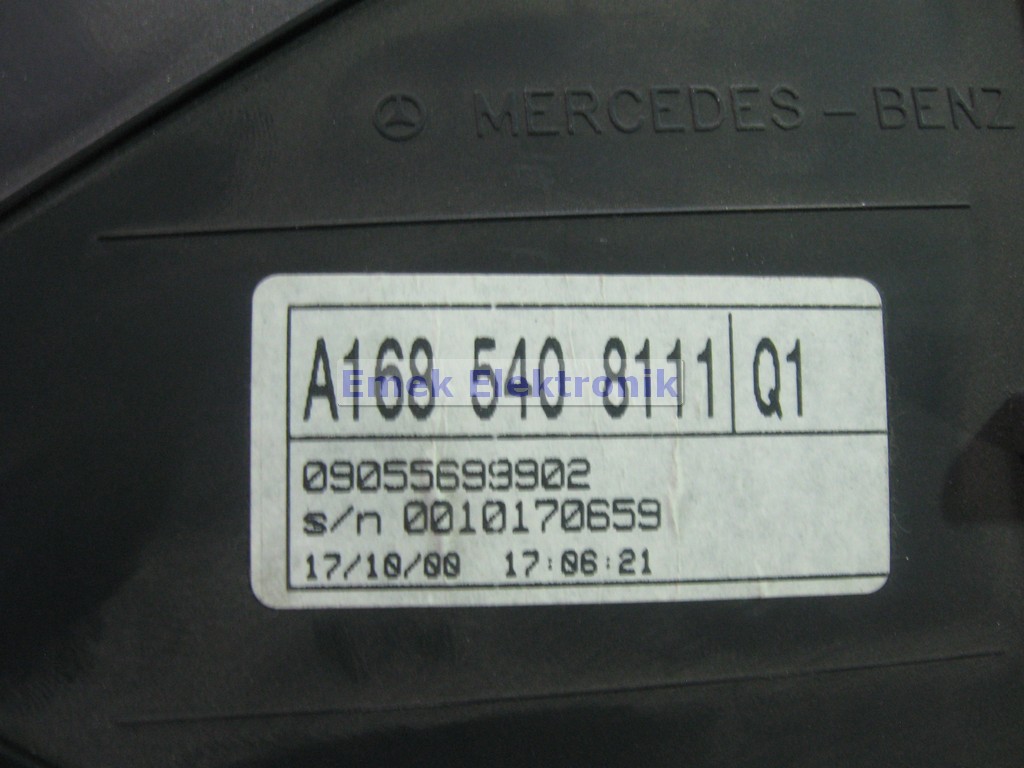 MERCEDES-BENZ
A168 540 8111 Q1
Emek Elektronik
09055699902
s/n 0010170659
17/10/00 17:06:21